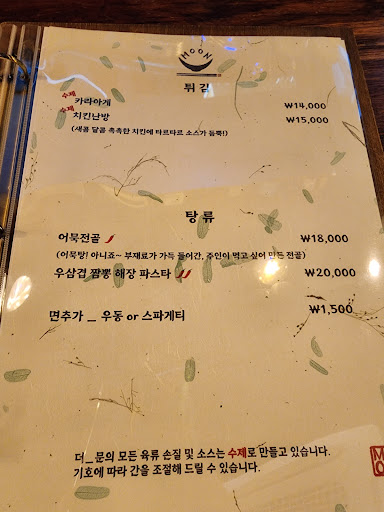 MOON
튀김
수제
카라아게 ₩14,000
수제
치킨난방 ₩15,000
(새콤 달콤 촉촉한 치킨에 타르타르 소스가 듬뿍!)
탕류
어묵전골 ₩18,000
(어묵탕! 아니죠~ 부재료가 가득 들어간, 주인이 먹고 싶어 만든 전골)
우삼겹 짬뽕 해장 파스타 ₩20,000
면추가 _ 우동 or 스파게티 ₩1,500
더_문의 모든 육류 손질 및 소스는 수제로 만들고 있습니다.
기호에 따라 간을 조절해 드릴 수 있습니다.